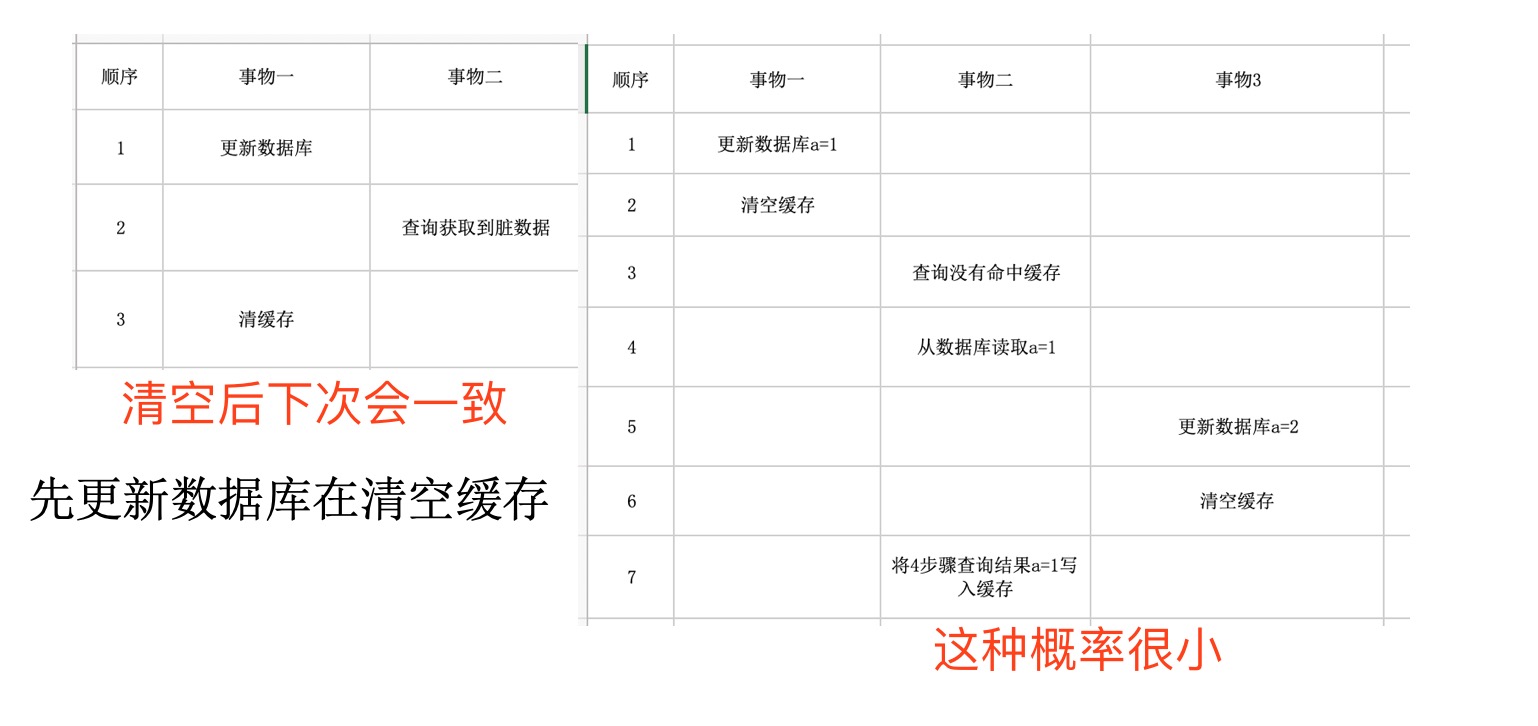 顺序 事物一 事物二
1 更新数据库
2 查询获取到脏数据
3 清缓存
清空后下次会一致
先更新数据库在清空缓存
顺序 事物一 事物二 事物3
1 更新数据库a=1
2 清空缓存
3 查询没有命中缓存
4 从数据库读取a=1
5 更新数据库a=2
6 清空缓存
7 将4步骤查询结果a=1写
入缓存
这种概率很小